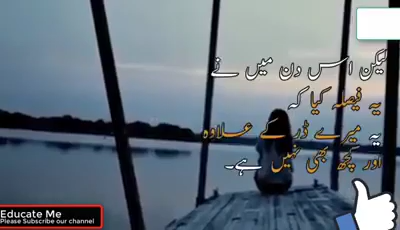 لیکن اس دن میں نے
یہ فیصلہ کیا کہ
یہ میرے ڈر کے علاوہ
اور کچھ بھی نہیں ہے۔
Educate Me
Please Subscribe our channel